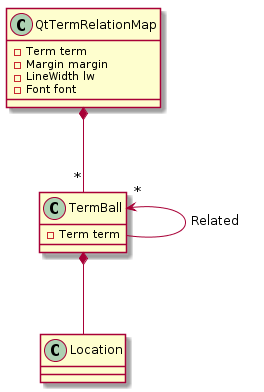 C QtTermRelationMap
Term term
Margin margin
LineWidth lw
Font font
*
*
C TermBall
Term term
Related
C Location